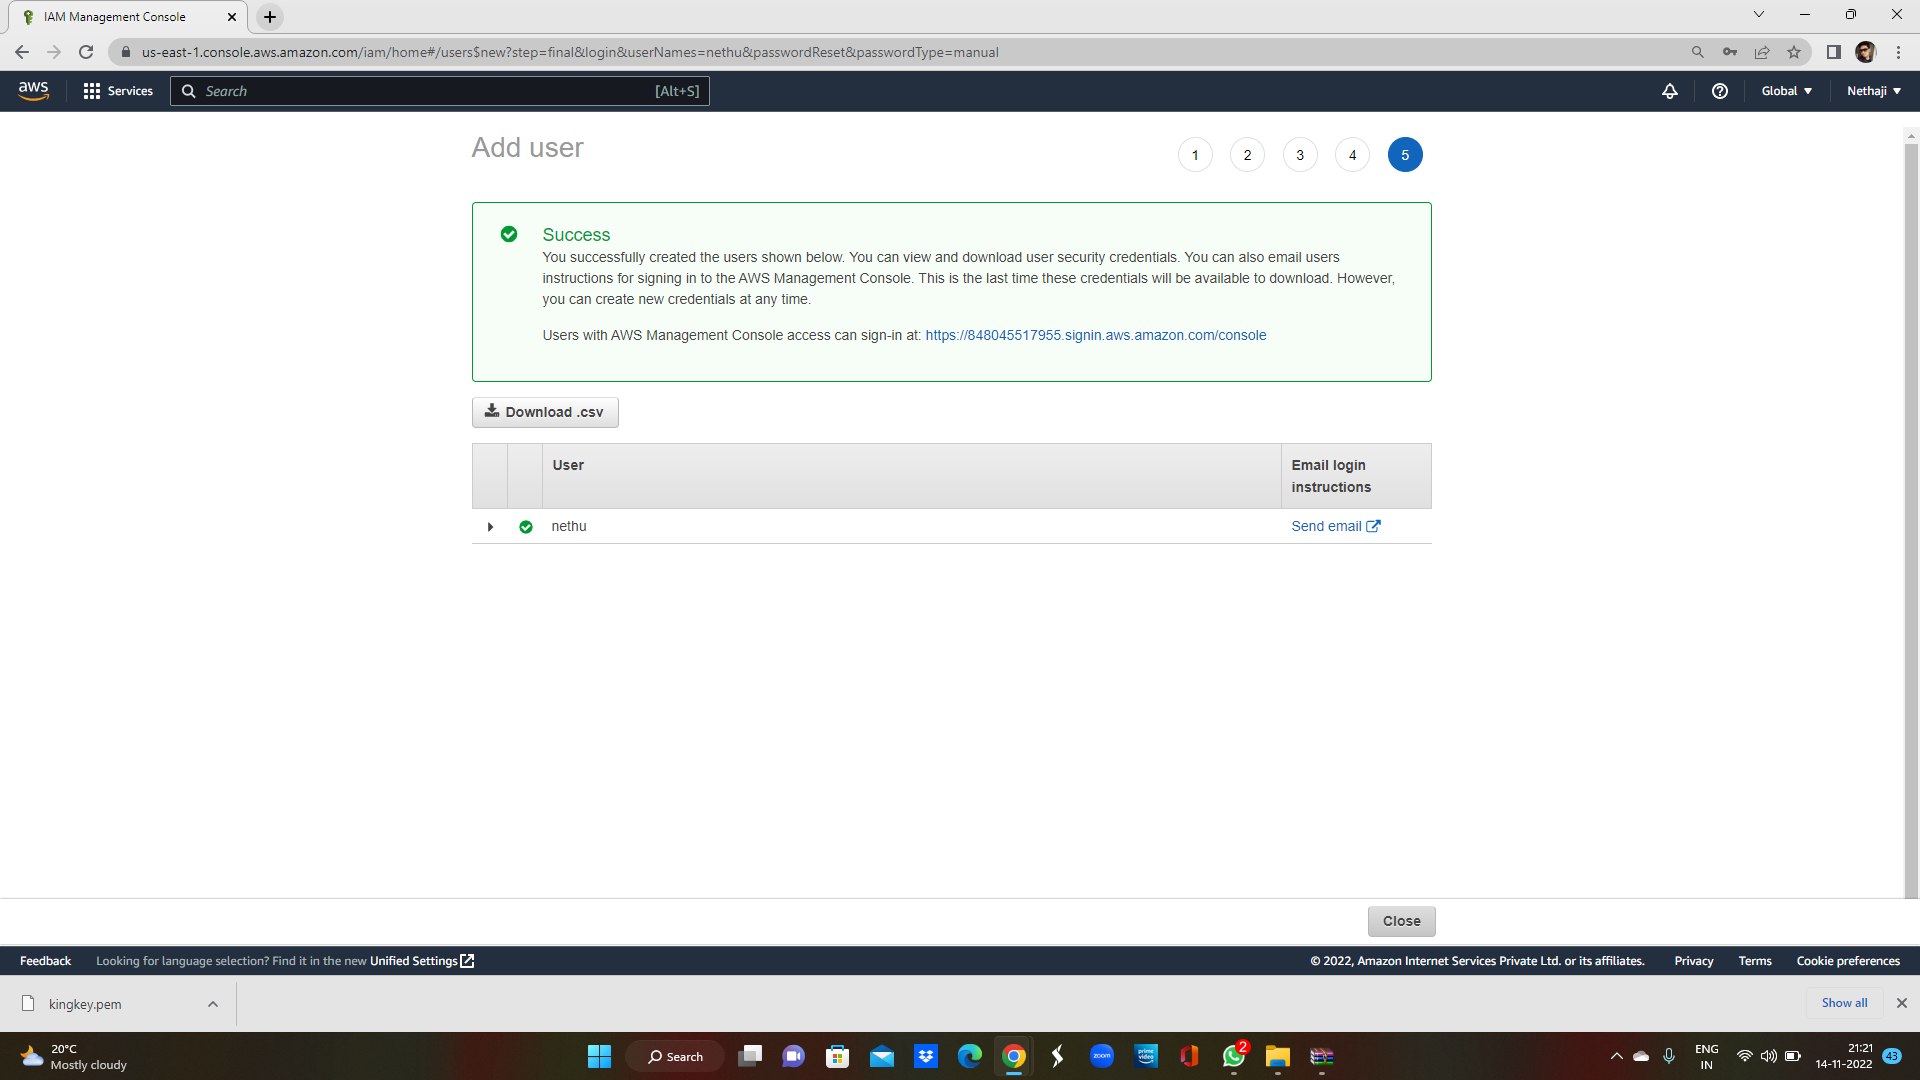 IAM Management Console
us-east-1.console.aws.amazon.com/iam/home#/users$new?step=final&login&userNames=nethu&passwordReset&passwordType=manual
aws
Services
Search
[Alt+S]
Global
Nethaji
Add user
1 2 3 4 5
Success
You successfully created the users shown below. You can view and download user security credentials. You can also email users
instructions for signing in to the AWS Management Console. This is the last time these credentials will be available to download. However,
you can create new credentials at any time.
Users with AWS Management Console access can sign-in at: https://848045517955.signin.aws.amazon.com/console
Download .csv
User
Email login
instructions
nethu
Send email
Close
Feedback
Looking for language selection? Find it in the new Unified Settings
© 2022, Amazon Internet Services Private Ltd. or its affiliates.
Privacy
Terms
Cookie preferences
kingkey.pem
Show all
20°C
Mostly cloudy
Search
zoom
prime
video
2
ENG
IN
21:21
14-11-2022
43